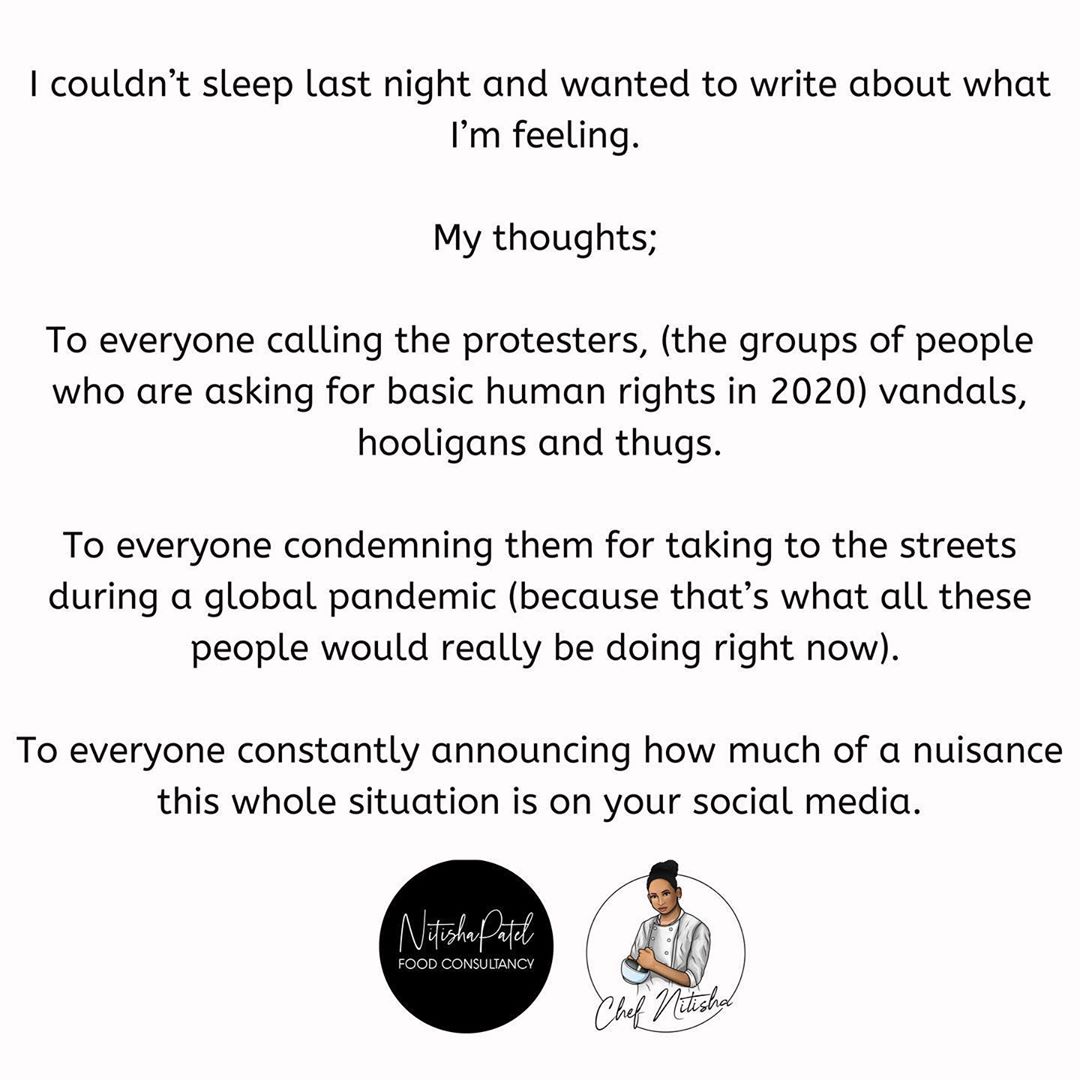 I couldn’t sleep last night and wanted to write about what
I’m feeling.
My thoughts;
To everyone calling the protesters, (the groups of people
who are asking for basic human rights in 2020) vandals,
hooligans and thugs.
To everyone condemning them for taking to the streets
during a global pandemic (because that’s what all these
people would really be doing right now).
To everyone constantly announcing how much of a nuisance
this whole situation is on your social media.
NitishaPatel
FOOD CONSULTANCY
Chef Nitisha